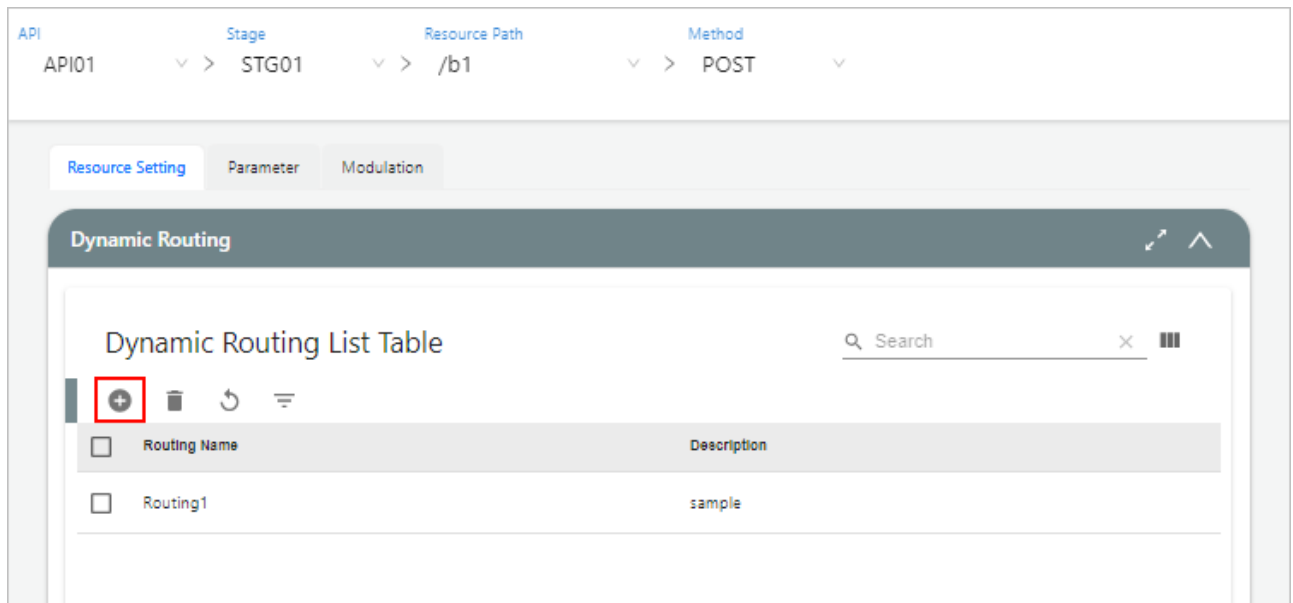 API Stage Resource Path Method
API01 > STG01 > /b1 > POST
Resource Setting Parameter Modulation
Dynamic Routing
Dynamic Routing List Table Search
Routing Name Description
Routing1 sample